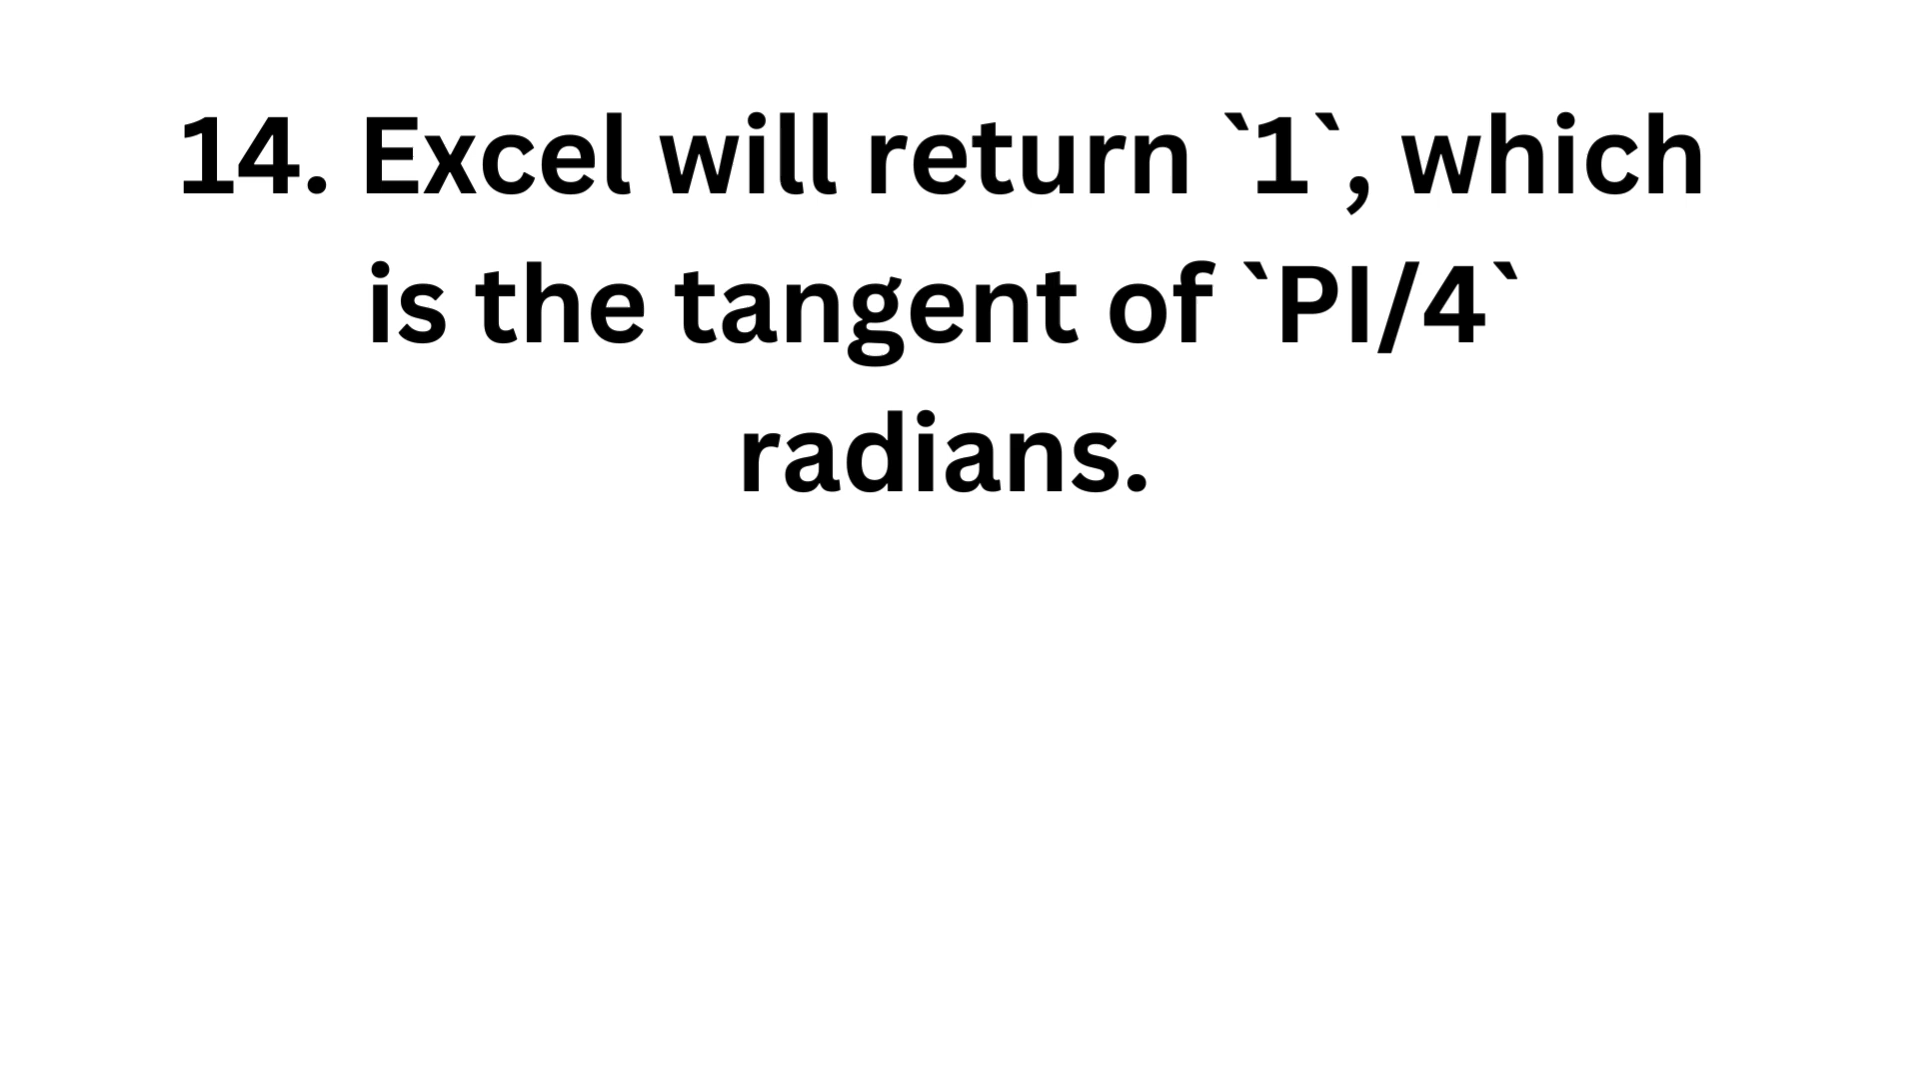 14. Excel will return `1`, which
is the tangent of `PI/4`
radians.